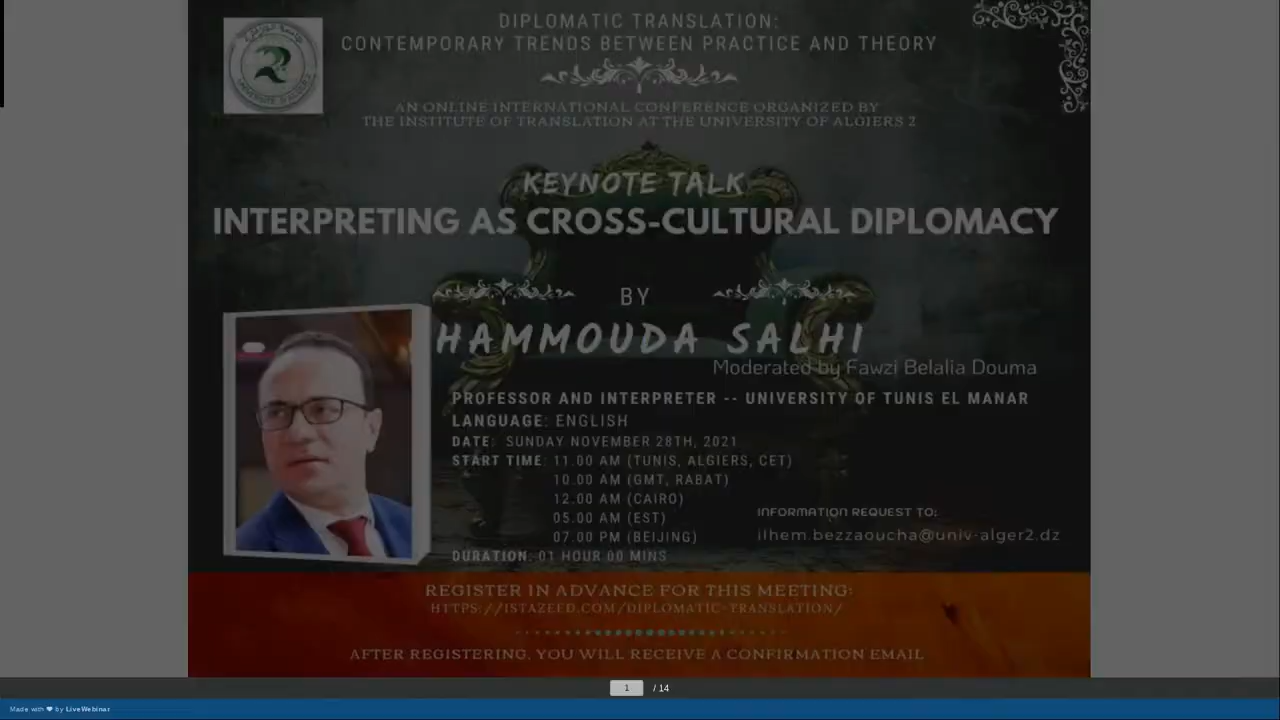 DIPLOMATIC TRANSLATION:
CONTEMPORARY TRENDS BETWEEN PRACTICE AND THEORY
AN ONLINE INTERNATIONAL CONFERENCE ORGANIZED BY
THE INSTITUTE OF TRANSLATION AT THE UNIVERSITY OF ALGIERS 2
KEYNOTE TALK
INTERPRETING AS CROSS-CULTURAL DIPLOMACY
BY
HAMMOUDA SALHI
Moderated by Fawzi Belalia Douma
PROFESSOR AND INTERPRETER -- UNIVERSITY OF TUNIS EL MANAR
LANGUAGE: ENGLISH
DATE: SUNDAY NOVEMBER 28TH, 2021
START TIME: 11.00 AM (TUNIS, ALGIERS, CET)
10.00 AM (GMT, RABAT)
12.00 AM (CAIRO)
05.00 AM (EST)
07.00 PM (BEIJING)
DURATION: 01 HOUR 00 MINS
INFORMATION REQUEST TO:
ilhem.bezzaoucha@univ-alger2.dz
REGISTER IN ADVANCE FOR THIS MEETING:
HTTPS://ISTAZEED.COM/DIPLOMATIC-TRANSLATION/
AFTER REGISTERING, YOU WILL RECEIVE A CONFIRMATION EMAIL
1 / 14
Made with ❤ by LiveWebinar